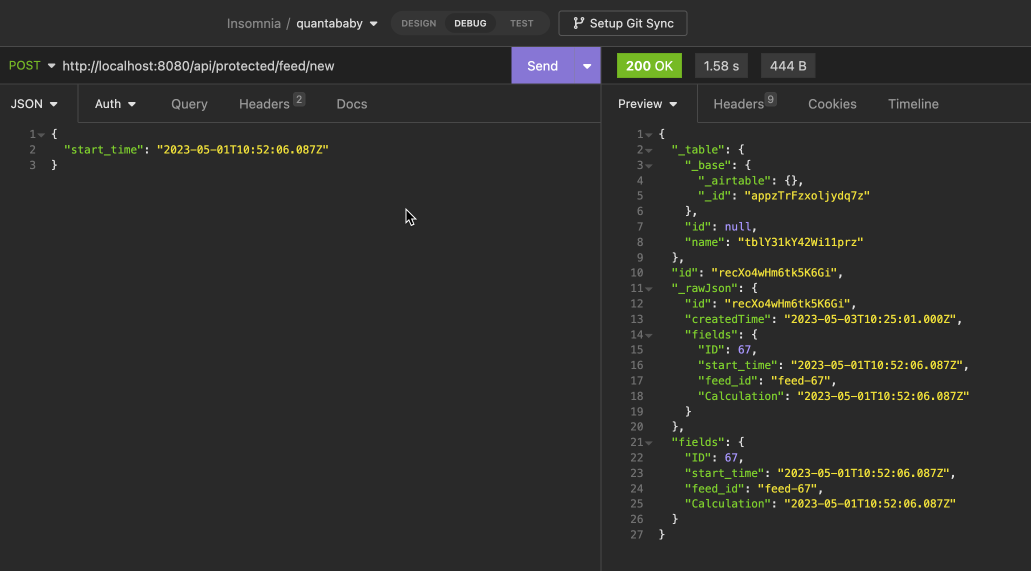 Insomnia / quantababy
DESIGN DEBUG TEST
Setup Git Sync
POST http://localhost:8080/api/protected/feed/new
Send
200 OK 1.58 s 444 B
JSON Auth Query Headers 2 Docs
1 {
2 "start_time": "2023-05-01T10:52:06.087Z"
3 }
Preview Headers 9 Cookies Timeline
1 {
2 "_table": {
3 "_base": {
4 "_airtable": {},
5 "_id": "appzTrFzxoljydq7z"
6 },
7 "id": null,
8 "name": "tblY31kY42Wi11prz"
9 },
10 "id": "recXo4wHm6tk5K6Gi",
11 "_rawJson": {
12 "id": "recXo4wHm6tk5K6Gi",
13 "createdTime": "2023-05-03T10:25:01.000Z",
14 "fields": {
15 "ID": 67,
16 "start_time": "2023-05-01T10:52:06.087Z",
17 "feed_id": "feed-67",
18 "Calculation": "2023-05-01T10:52:06.087Z"
19 }
20 },
21 "fields": {
22 "ID": 67,
23 "start_time": "2023-05-01T10:52:06.087Z",
24 "feed_id": "feed-67",
25 "Calculation": "2023-05-01T10:52:06.087Z"
26 }
27 }